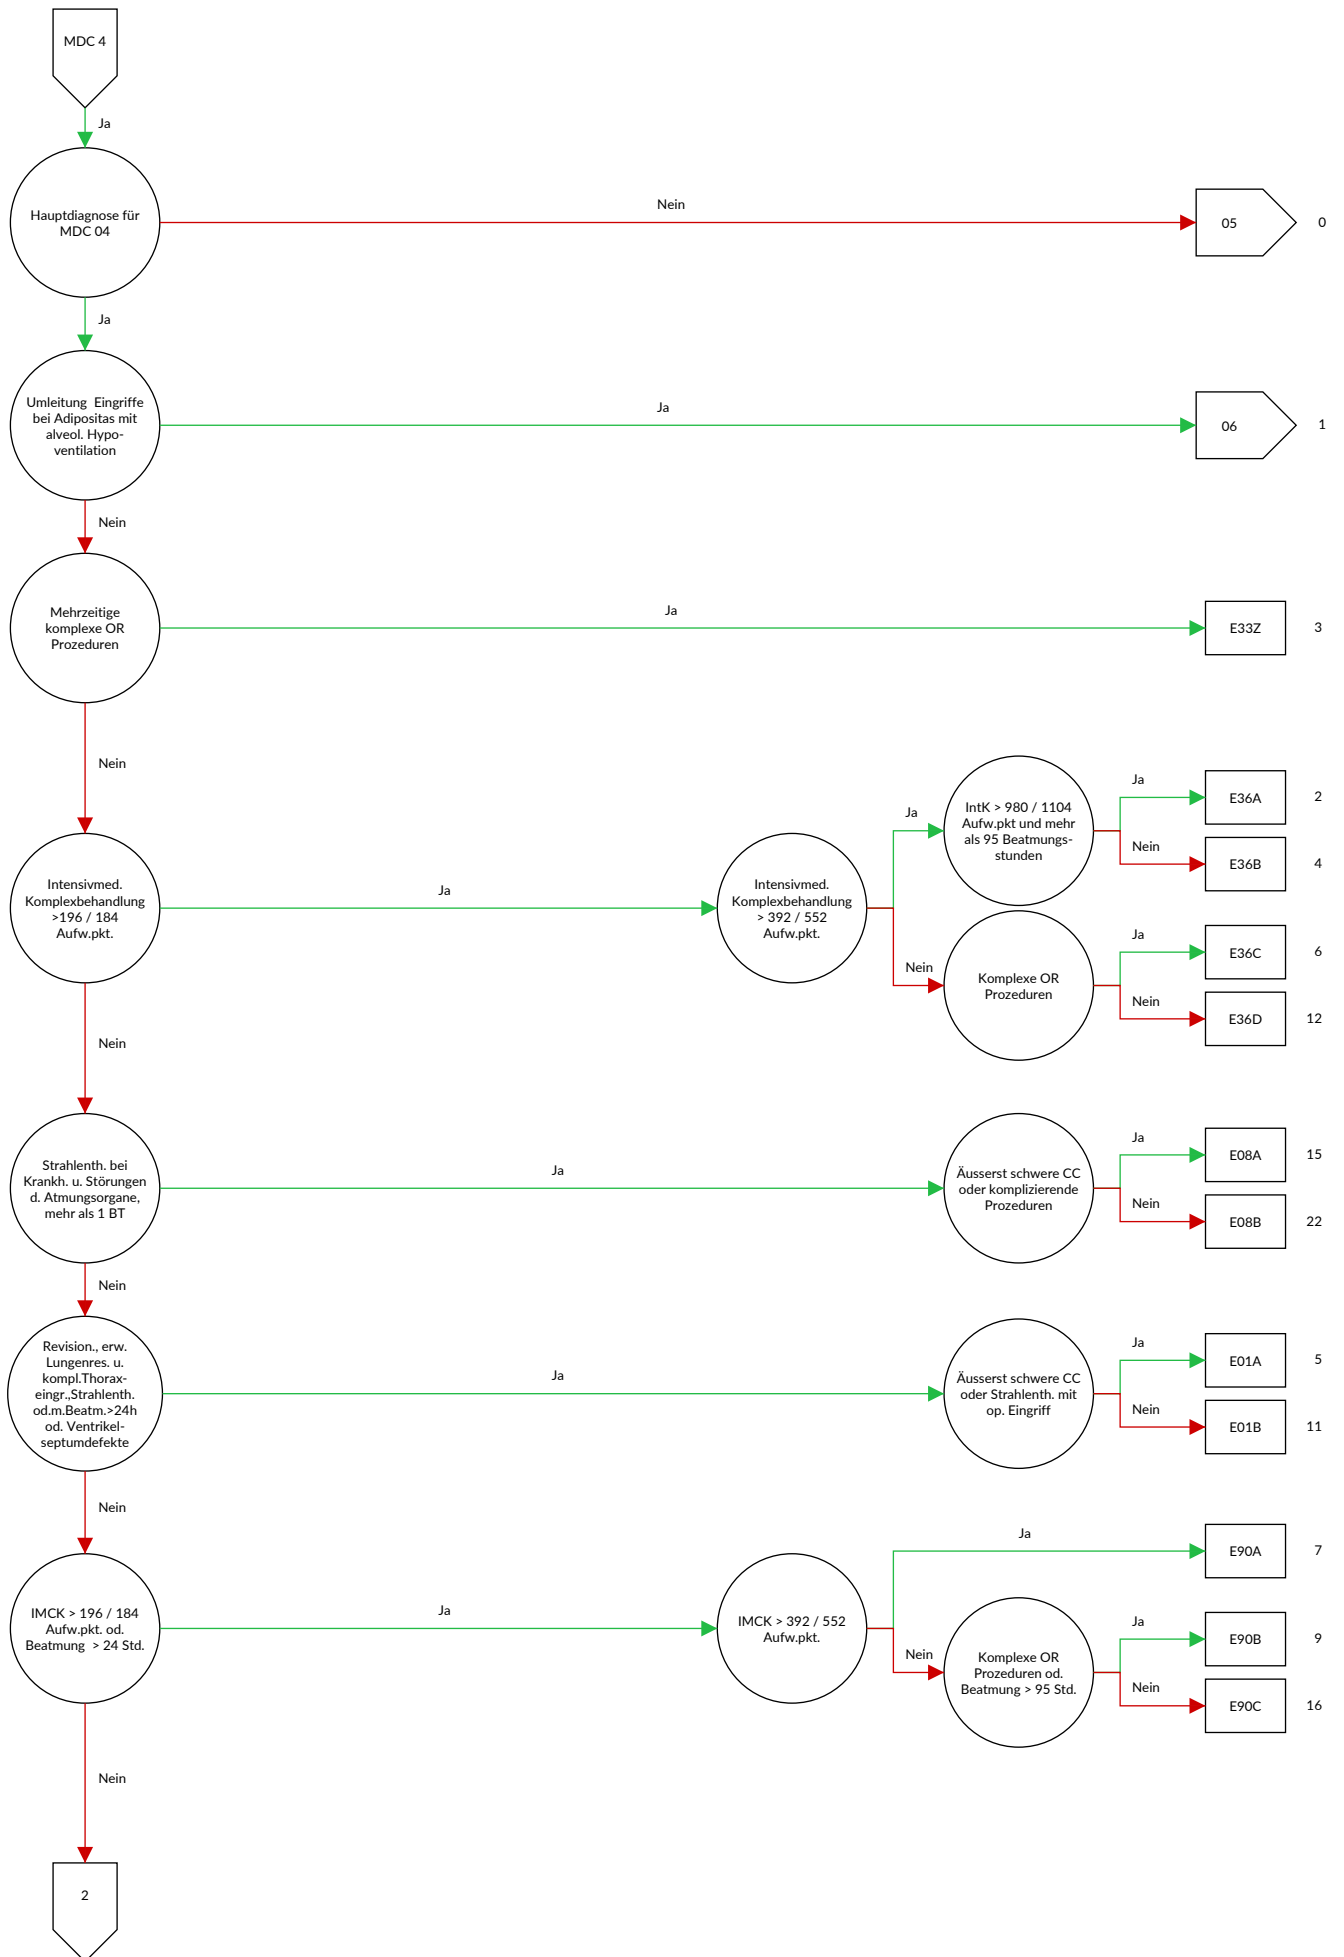 MDC 4
Ja
Hauptdiagnose für
MDC 04
Nein
05
0
Ja
Umleitung  Eingriffe
bei Adipositas mit
alveol. Hypo-
ventilation
Ja
06
1
Nein
Mehrzeitige
komplexe OR
Prozeduren
Ja
E33Z
3
Nein
Intensivmed.
Komplexbehandlung
>196 / 184
Aufw.pkt.
Ja
Intensivmed.
Komplexbehandlung
> 392 / 552
Aufw.pkt.
Ja
IntK > 980 / 1104
Aufw.pkt und mehr
als 95 Beatmungs-
stunden
Ja
E36A
2
Nein
E36B
4
Nein
Komplexe OR
Prozeduren
Ja
E36C
6
Nein
E36D
12
Nein
Strahlenth. bei
Krankh. u. Störungen
d. Atmungsorgane,
mehr als 1 BT
Ja
Äusserst schwere CC
oder komplizierende
Prozeduren
Ja
E08A
15
Nein
E08B
22
Nein
Revision., erw.
Lungenres. u.
kompl.Thorax-
eingr.,Strahlenth.
od.m.Beatm.>24h
od. Ventrikel-
septumdefekte
Ja
Äusserst schwere CC
oder Strahlenth. mit
op. Eingriff
Ja
E01A
5
Nein
E01B
11
Nein
IMCK > 196 / 184
Aufw.pkt. od.
Beatmung  > 24 Std.
Ja
IMCK > 392 / 552
Aufw.pkt.
Ja
E90A
7
Nein
Komplexe OR
Prozeduren od.
Beatmung > 95 Std.
Ja
E90B
9
Nein
E90C
16
Nein
2